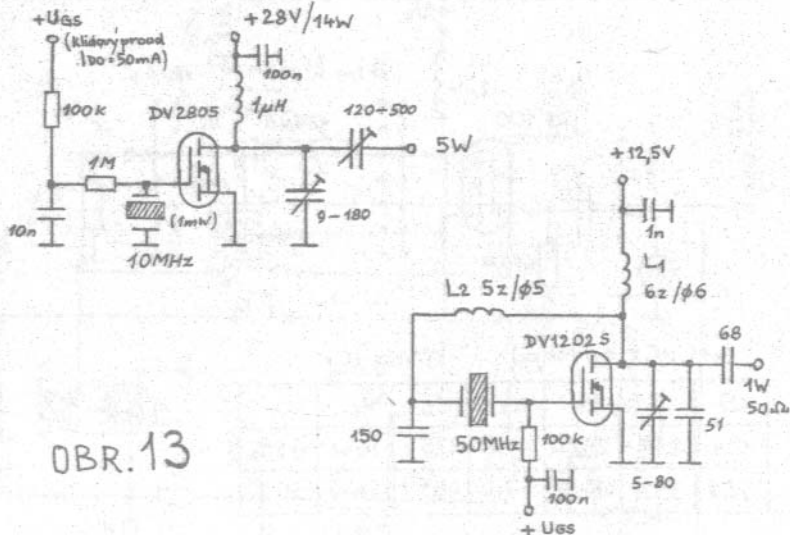 +UGS
(klidový proud
IDO=50mA)
100k
1M
10n
10MHz
(1mW)
DV2805
+28V/14W
100n
1µH
120÷500
5W
9-180
+12,5V
1n
L1
6z/ø6
L2 5z/ø5
DV1202S
68
1W
50Ω
150
50MHz
100k
100n
+UGS
5-80
51
OBR.13